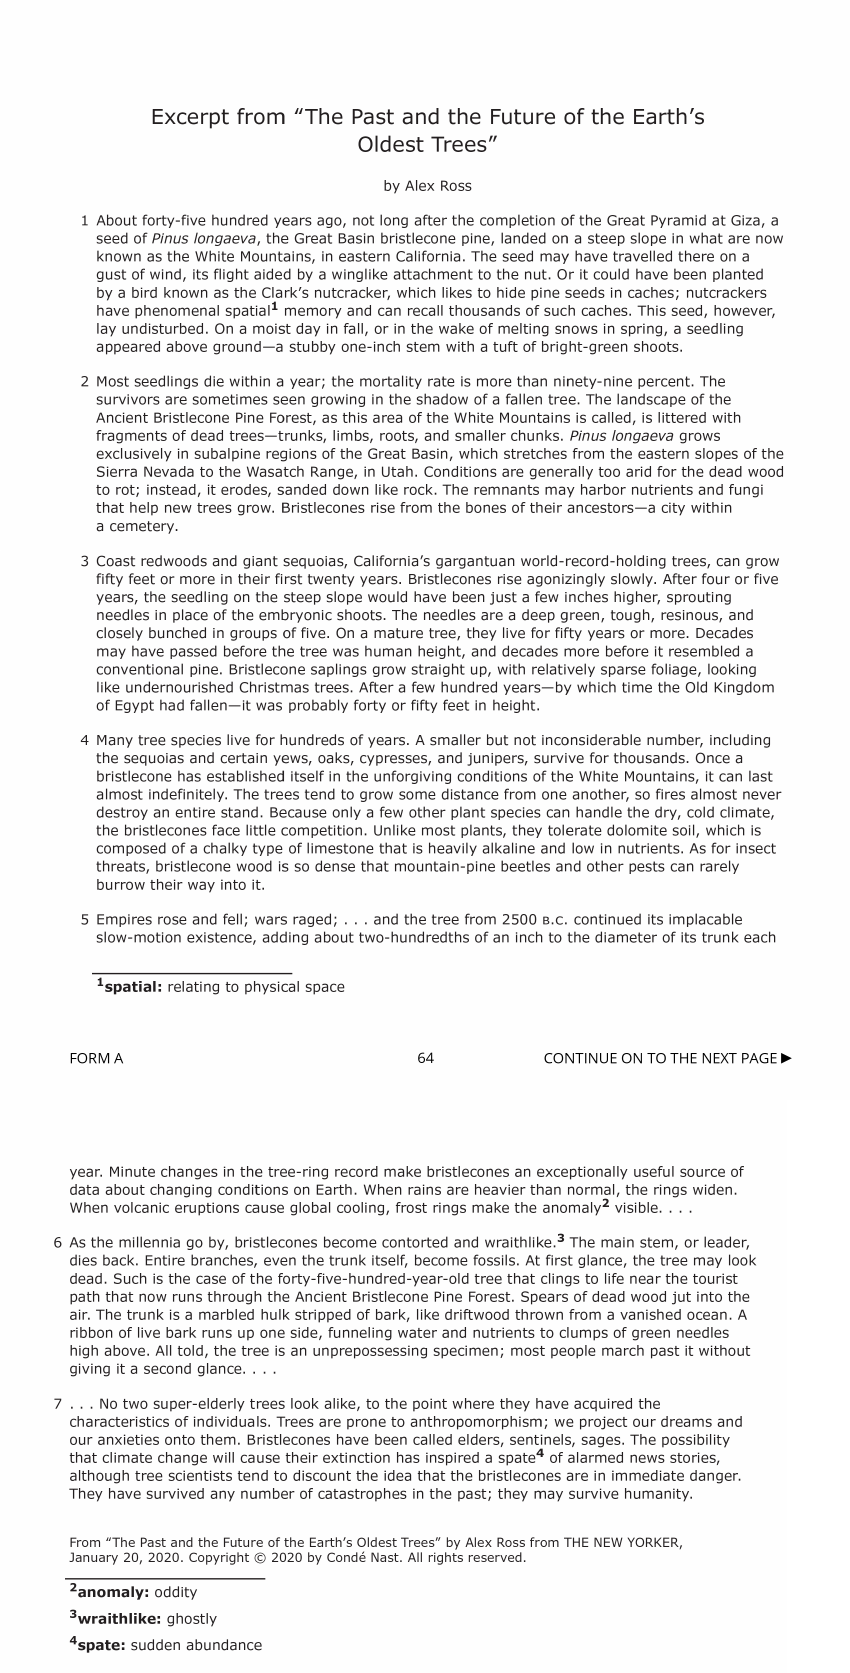 Excerpt from “The Past and the Future of the Earth’s
Oldest Trees”
by Alex Ross
1 About forty-five hundred years ago, not long after the completion of the Great Pyramid at Giza, a
seed of Pinus longaeva, the Great Basin bristlecone pine, landed on a steep slope in what are now
known as the White Mountains, in eastern California. The seed may have travelled there on a
gust of wind, its flight aided by a winglike attachment to the nut. Or it could have been planted
by a bird known as the Clark’s nutcracker, which likes to hide pine seeds in caches; nutcrackers
have phenomenal spatial1 memory and can recall thousands of such caches. This seed, however,
lay undisturbed. On a moist day in fall, or in the wake of melting snows in spring, a seedling
appeared above ground—a stubby one-inch stem with a tuft of bright-green shoots.
2 Most seedlings die within a year; the mortality rate is more than ninety-nine percent. The
survivors are sometimes seen growing in the shadow of a fallen tree. The landscape of the
Ancient Bristlecone Pine Forest, as this area of the White Mountains is called, is littered with
fragments of dead trees—trunks, limbs, roots, and smaller chunks. Pinus longaeva grows
exclusively in subalpine regions of the Great Basin, which stretches from the eastern slopes of the
Sierra Nevada to the Wasatch Range, in Utah. Conditions are generally too arid for the dead wood
to rot; instead, it erodes, sanded down like rock. The remnants may harbor nutrients and fungi
that help new trees grow. Bristlecones rise from the bones of their ancestors—a city within
a cemetery.
3 Coast redwoods and giant sequoias, California’s gargantuan world-record-holding trees, can grow
fifty feet or more in their first twenty years. Bristlecones rise agonizingly slowly. After four or five
years, the seedling on the steep slope would have been just a few inches higher, sprouting
needles in place of the embryonic shoots. The needles are a deep green, tough, resinous, and
closely bunched in groups of five. On a mature tree, they live for fifty years or more. Decades
may have passed before the tree was human height, and decades more before it resembled a
conventional pine. Bristlecone saplings grow straight up, with relatively sparse foliage, looking
like undernourished Christmas trees. After a few hundred years—by which time the Old Kingdom
of Egypt had fallen—it was probably forty or fifty feet in height.
4 Many tree species live for hundreds of years. A smaller but not inconsiderable number, including
the sequoias and certain yews, oaks, cypresses, and junipers, survive for thousands. Once a
bristlecone has established itself in the unforgiving conditions of the White Mountains, it can last
almost indefinitely. The trees tend to grow some distance from one another, so fires almost never
destroy an entire stand. Because only a few other plant species can handle the dry, cold climate,
the bristlecones face little competition. Unlike most plants, they tolerate dolomite soil, which is
composed of a chalky type of limestone that is heavily alkaline and low in nutrients. As for insect
threats, bristlecone wood is so dense that mountain-pine beetles and other pests can rarely
burrow their way into it.
5 Empires rose and fell; wars raged; . . . and the tree from 2500 B.C. continued its implacable
slow-motion existence, adding about two-hundredths of an inch to the diameter of its trunk each
1spatial: relating to physical space
FORM A 64 CONTINUE ON TO THE NEXT PAGE ►
year. Minute changes in the tree-ring record make bristlecones an exceptionally useful source of
data about changing conditions on Earth. When rains are heavier than normal, the rings widen.
When volcanic eruptions cause global cooling, frost rings make the anomaly2 visible. . . .
6 As the millennia go by, bristlecones become contorted and wraithlike.3 The main stem, or leader,
dies back. Entire branches, even the trunk itself, become fossils. At first glance, the tree may look
dead. Such is the case of the forty-five-hundred-year-old tree that clings to life near the tourist
path that now runs through the Ancient Bristlecone Pine Forest. Spears of dead wood jut into the
air. The trunk is a marbled hulk stripped of bark, like driftwood thrown from a vanished ocean. A
ribbon of live bark runs up one side, funneling water and nutrients to clumps of green needles
high above. All told, the tree is an unprepossessing specimen; most people march past it without
giving it a second glance. . . .
7 . . . No two super-elderly trees look alike, to the point where they have acquired the
characteristics of individuals. Trees are prone to anthropomorphism; we project our dreams and
our anxieties onto them. Bristlecones have been called elders, sentinels, sages. The possibility
that climate change will cause their extinction has inspired a spate4 of alarmed news stories,
although tree scientists tend to discount the idea that the bristlecones are in immediate danger.
They have survived any number of catastrophes in the past; they may survive humanity.
From “The Past and the Future of the Earth’s Oldest Trees” by Alex Ross from THE NEW YORKER,
January 20, 2020. Copyright © 2020 by Condé Nast. All rights reserved.
2anomaly: oddity
3wraithlike: ghostly
4spate: sudden abundance